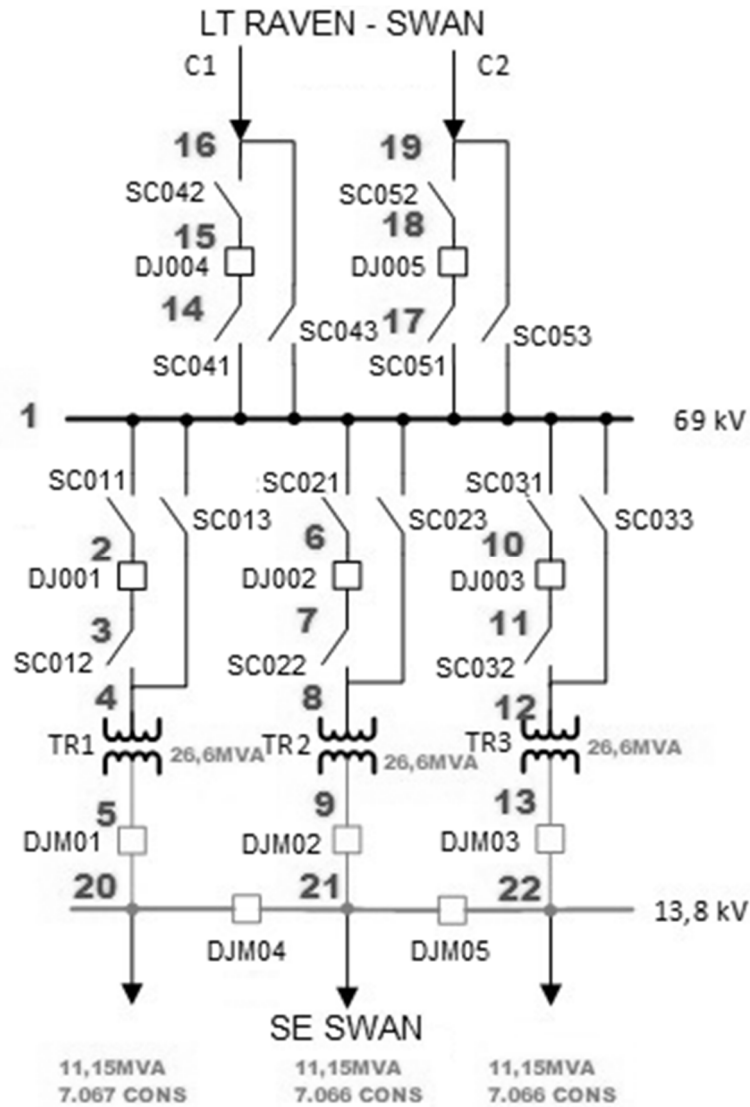 LT RAVEN - SWAN
C1
C2
16
19
SC042
SC052
15
18
DJ004
DJ005
14
17
SC043
SC053
SC041
SC051
1
69 kV
SC011
SC021
SC031
SC013
SC023
SC033
2
6
10
DJ001
DJ002
DJ003
3
7
11
SC012
SC022
SC032
4
8
12
TR1
26,6MVA
TR2
26,6MVA
TR3
26,6MVA
5
9
13
DJM01
DJM02
DJM03
20
21
22
13,8 kV
DJM04
DJM05
SE SWAN
11,15MVA
7.067 CONS
11,15MVA
7.066 CONS
11,15MVA
7.066 CONS